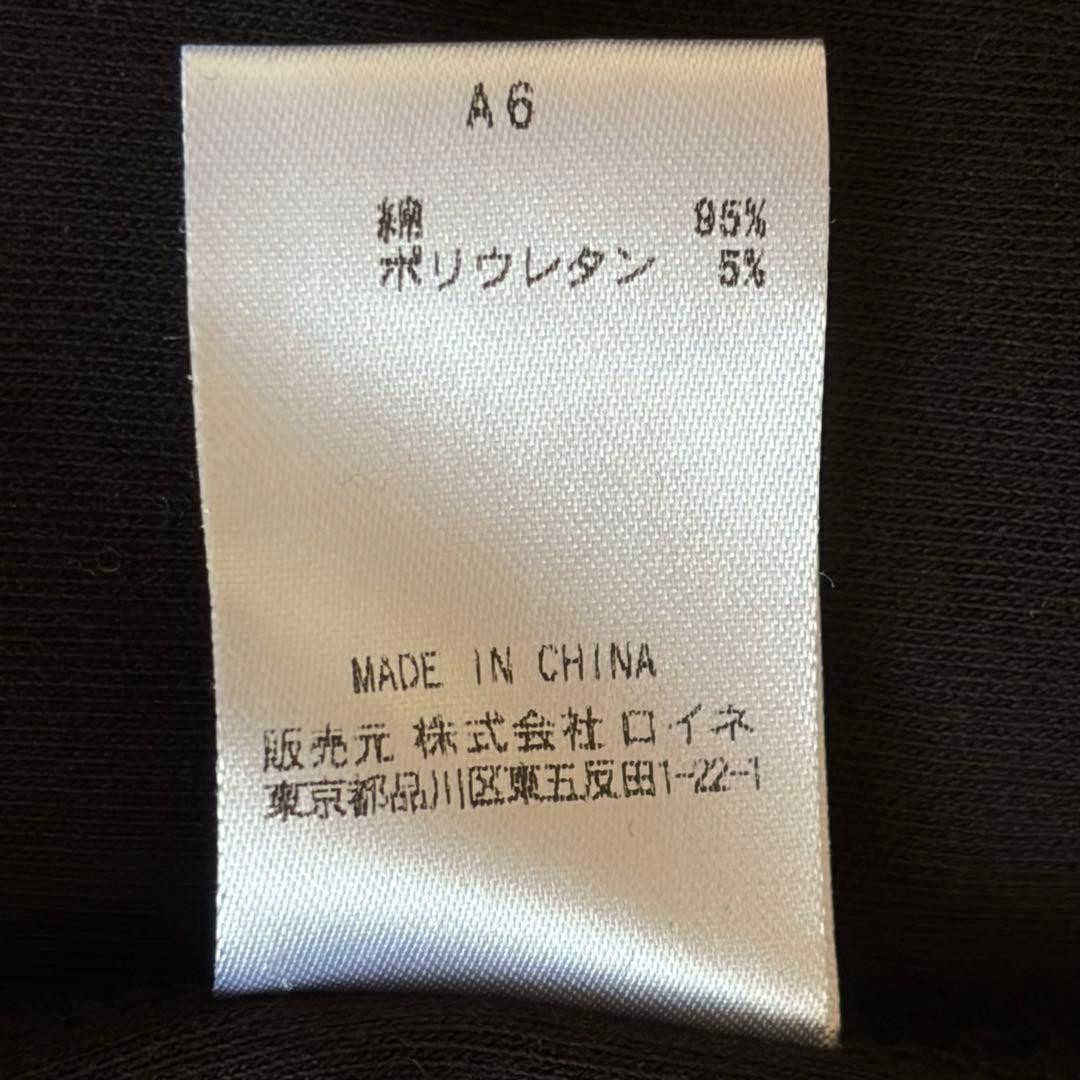 A6
綿 95%
ポリウレタン 5%
MADE IN CHINA
販売元 株式会社 ロイネ
東京都品川区東五反田1-22-1